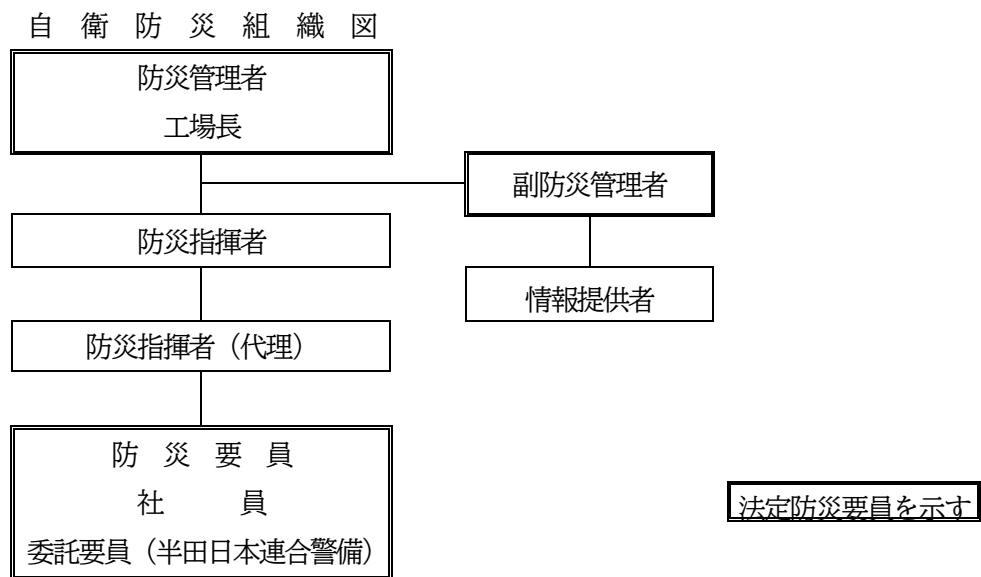 自　衛　防　災　組　織　図
防災管理者
工場長
副防災管理者
防災指揮者
情報提供者
防災指揮者（代理）
防　災　要　員
社　　　員
委託要員（半田日本連合警備）
法定防災要員を示す